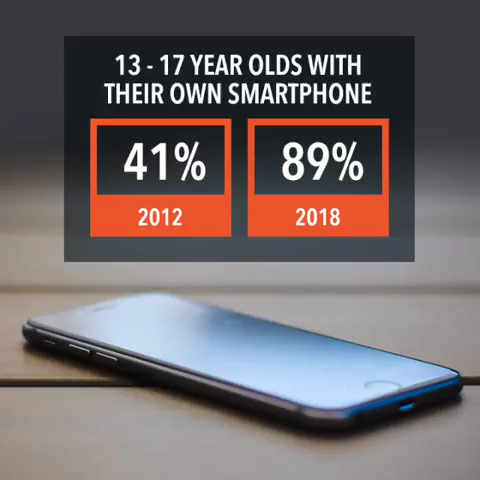 13 - 17 YEAR OLDS WITH
THEIR OWN SMARTPHONE
41% 89%
2012 2018